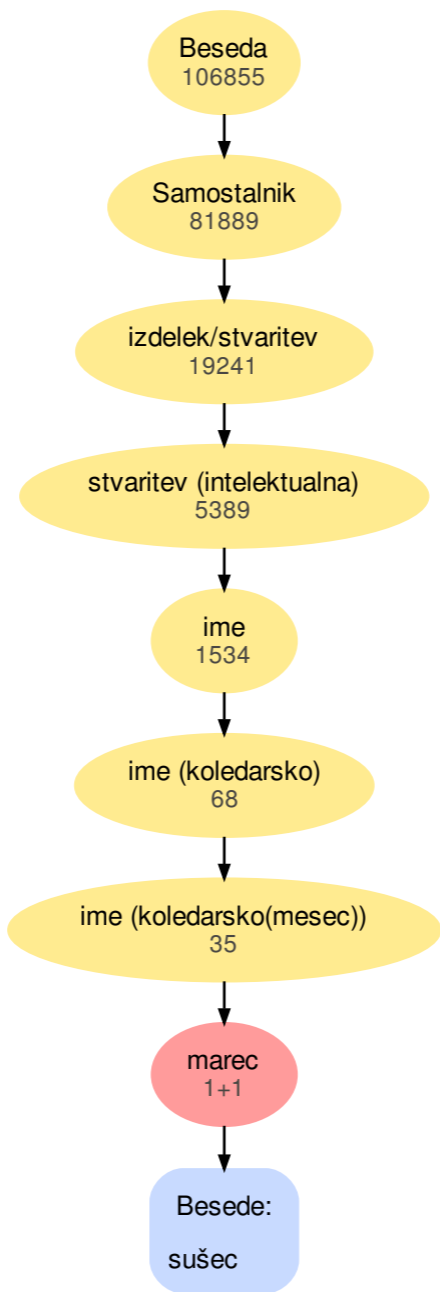 Beseda
106855
Samostalnik
81889
izdelek/stvaritev
19241
stvaritev (intelektualna)
5389
ime
1534
ime (koledarsko)
68
ime (koledarsko(mesec))
35
marec
1+1
Besede:
sušec